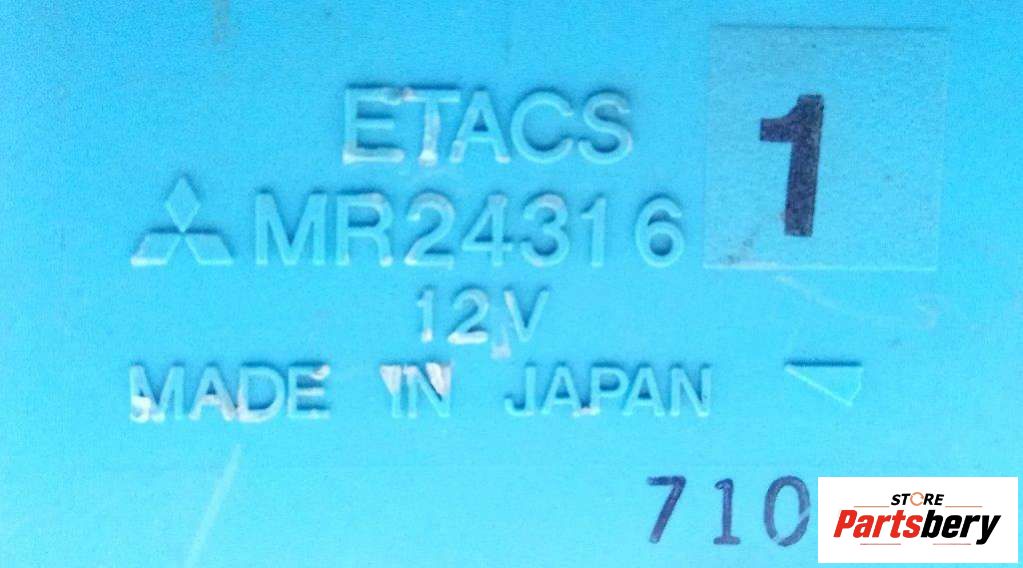 ETACS
MR24316 1
12V
MADE IN JAPAN
710
STORE
Partsbery